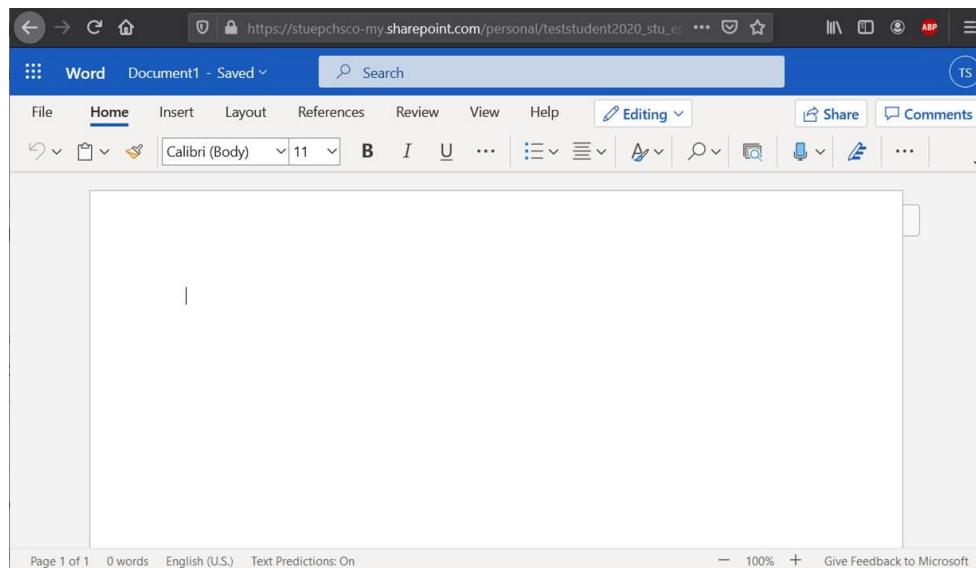 https://stuepchsco-my.sharepoint.com/personal/teststudent2020_stu_ep
ABP
Word Document1 - Saved Search TS
File Home Insert Layout References Review View Help Editing Share Comments
Calibri (Body) 11 B I U
Page 1 of 1 0 words English (U.S.) Text Predictions: On 100% Give Feedback to Microsoft